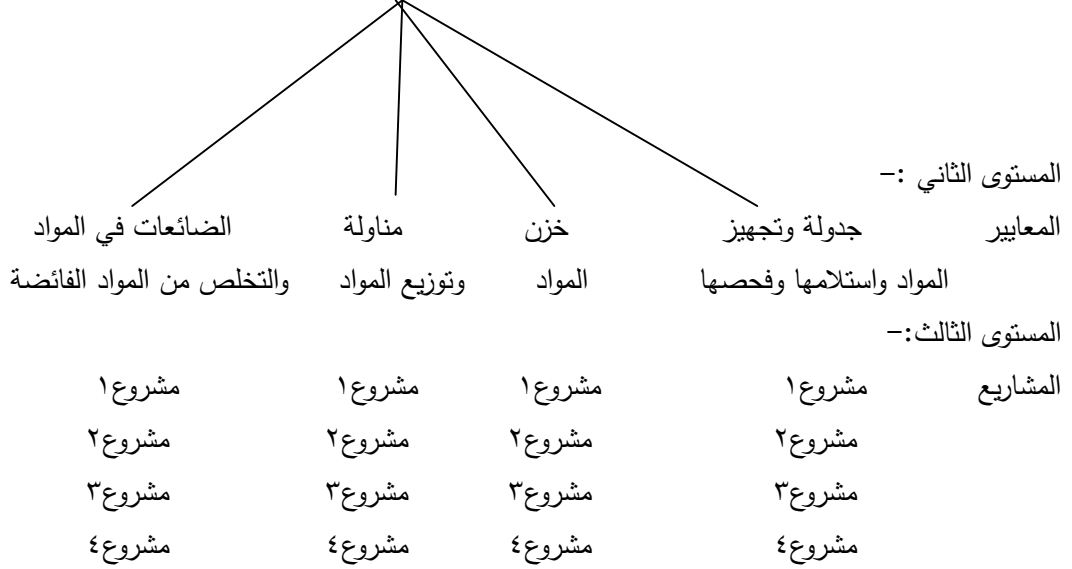 المستوى الثاني :-
المعايير جدولة وتجهيز خزن مناولة الضائعات في المواد
المواد واستلامها وفحصها المواد وتوزيع المواد والتخلص من المواد الفائضة
المستوى الثالث:-
المشاريع مشروع١ مشروع١ مشروع١ مشروع١
مشروع٢ مشروع٢ مشروع٢ مشروع٢
مشروع٣ مشروع٣ مشروع٣ مشروع٣
مشروع٤ مشروع٤ مشروع٤ مشروع٤